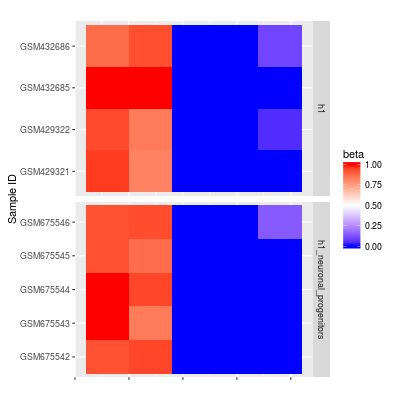 GSM432686
GSM432685
GSM429322
GSM429321
h1
GSM675546
GSM675545
GSM675544
GSM675543
GSM675542
h1_neuronal_progenitors
Sample ID
beta
1.00
0.75
0.50
0.25
0.00